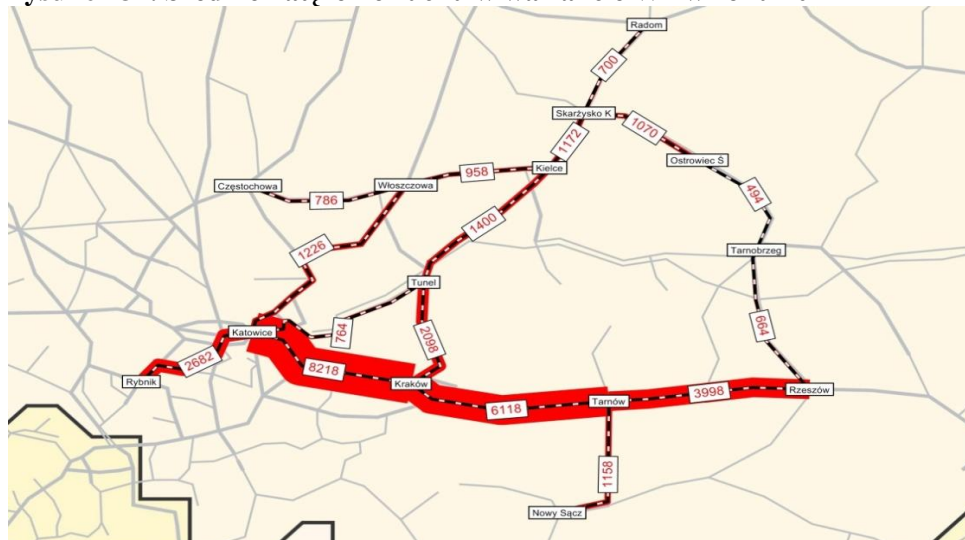 Radom
700
Skarżysko K
1172
1070
Ostrowiec Ś
Kielce
958
Włoszczowa
Częstochowa
786
494
1400
1226
Tarnobrzeg
Tunel
764
2098
664
Katowice
2682
8218
Rybnik
Kraków
6118
Tarnów
3998
Rzeszów
1158
Nowy Sącz